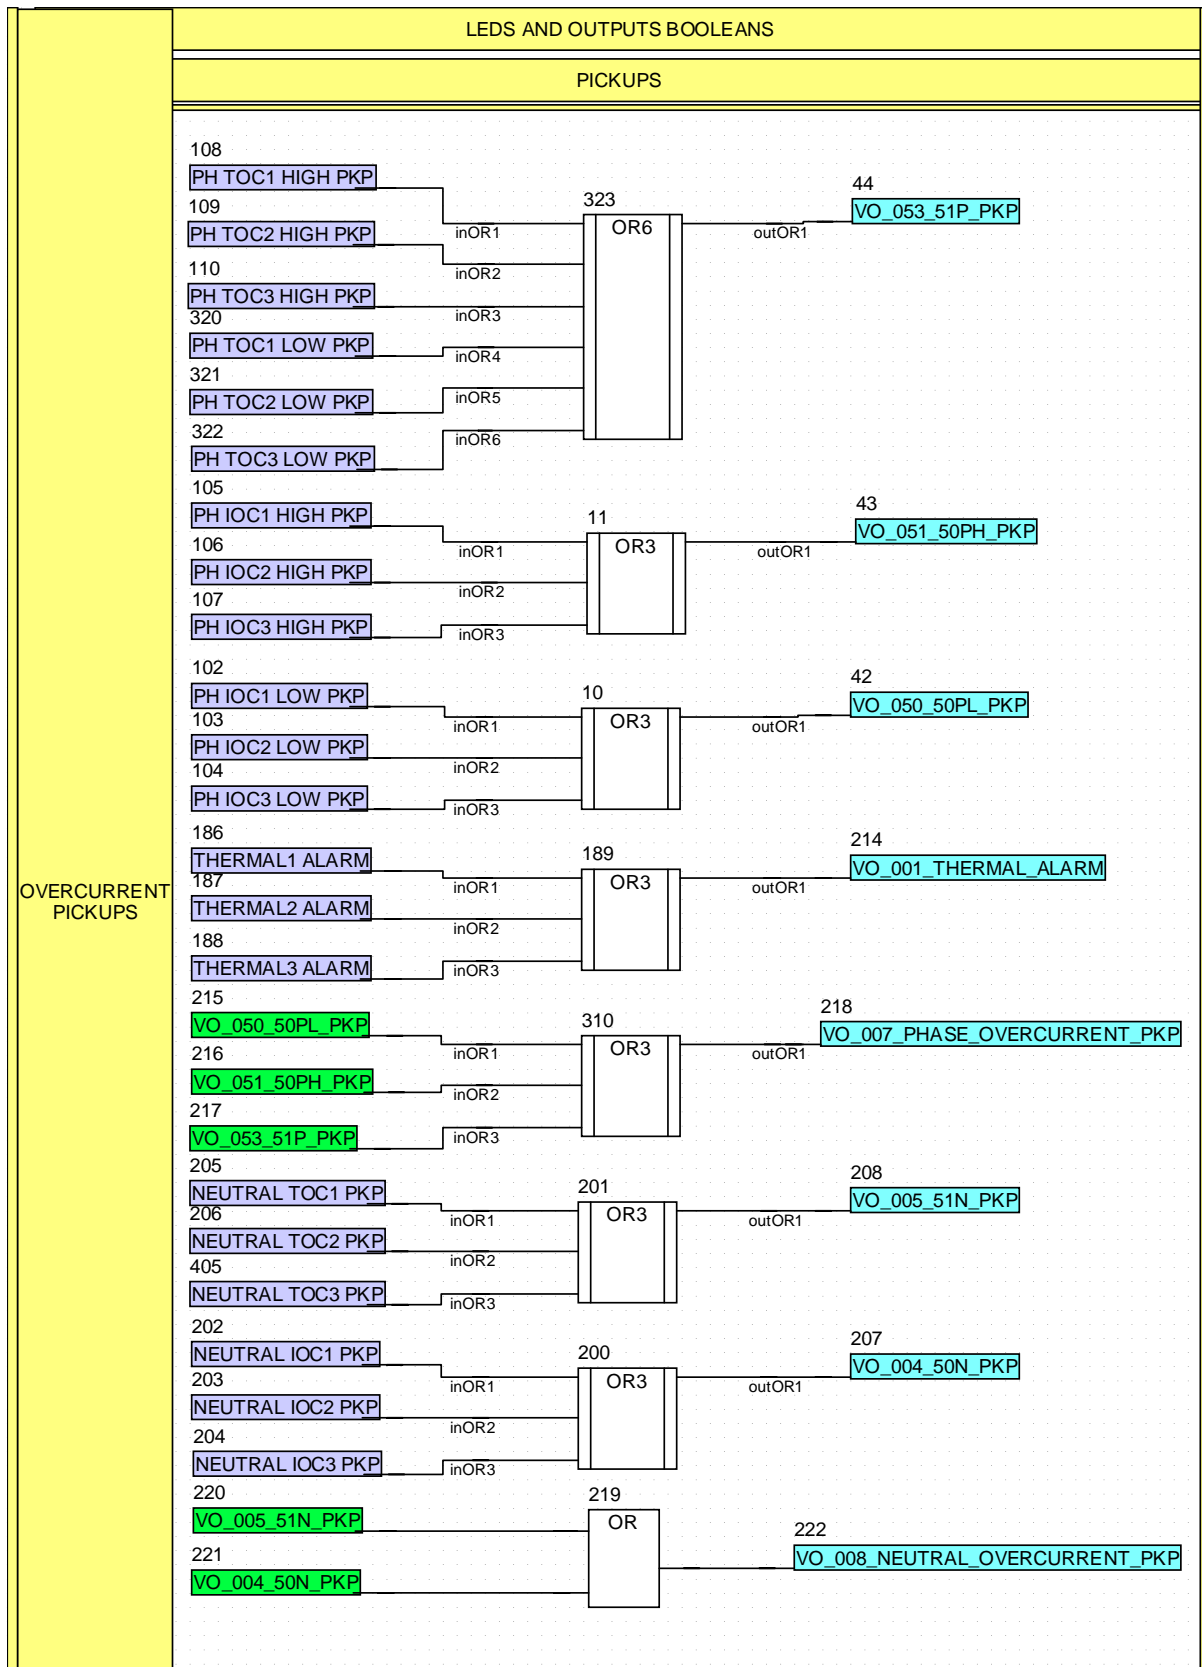 LEDS AND OUTPUTS BOOLEANS
PICKUPS
OVERCURRENT
PICKUPS
108
PH TOC1 HIGH PKP
109
PH TOC2 HIGH PKP
110
PH TOC3 HIGH PKP
320
PH TOC1 LOW PKP
321
PH TOC2 LOW PKP
322
PH TOC3 LOW PKP
inOR1
inOR2
inOR3
inOR4
inOR5
inOR6
323
OR6
outOR1
44
VO_053_51P_PKP
105
PH IOC1 HIGH PKP
106
PH IOC2 HIGH PKP
107
PH IOC3 HIGH PKP
inOR1
inOR2
inOR3
11
OR3
outOR1
43
VO_051_50PH_PKP
102
PH IOC1 LOW PKP
103
PH IOC2 LOW PKP
104
PH IOC3 LOW PKP
inOR1
inOR2
inOR3
10
OR3
outOR1
42
VO_050_50PL_PKP
186
THERMAL1 ALARM
187
THERMAL2 ALARM
188
THERMAL3 ALARM
inOR1
inOR2
inOR3
189
OR3
outOR1
214
VO_001_THERMAL_ALARM
215
VO_050_50PL_PKP
216
VO_051_50PH_PKP
217
VO_053_51P_PKP
inOR1
inOR2
inOR3
310
OR3
outOR1
218
VO_007_PHASE_OVERCURRENT_PKP
205
NEUTRAL TOC1 PKP
206
NEUTRAL TOC2 PKP
405
NEUTRAL TOC3 PKP
inOR1
inOR2
inOR3
201
OR3
outOR1
208
VO_005_51N_PKP
202
NEUTRAL IOC1 PKP
203
NEUTRAL IOC2 PKP
204
NEUTRAL IOC3 PKP
inOR1
inOR2
inOR3
200
OR3
outOR1
207
VO_004_50N_PKP
220
VO_005_51N_PKP
221
VO_004_50N_PKP
219
OR
222
VO_008_NEUTRAL_OVERCURRENT_PKP